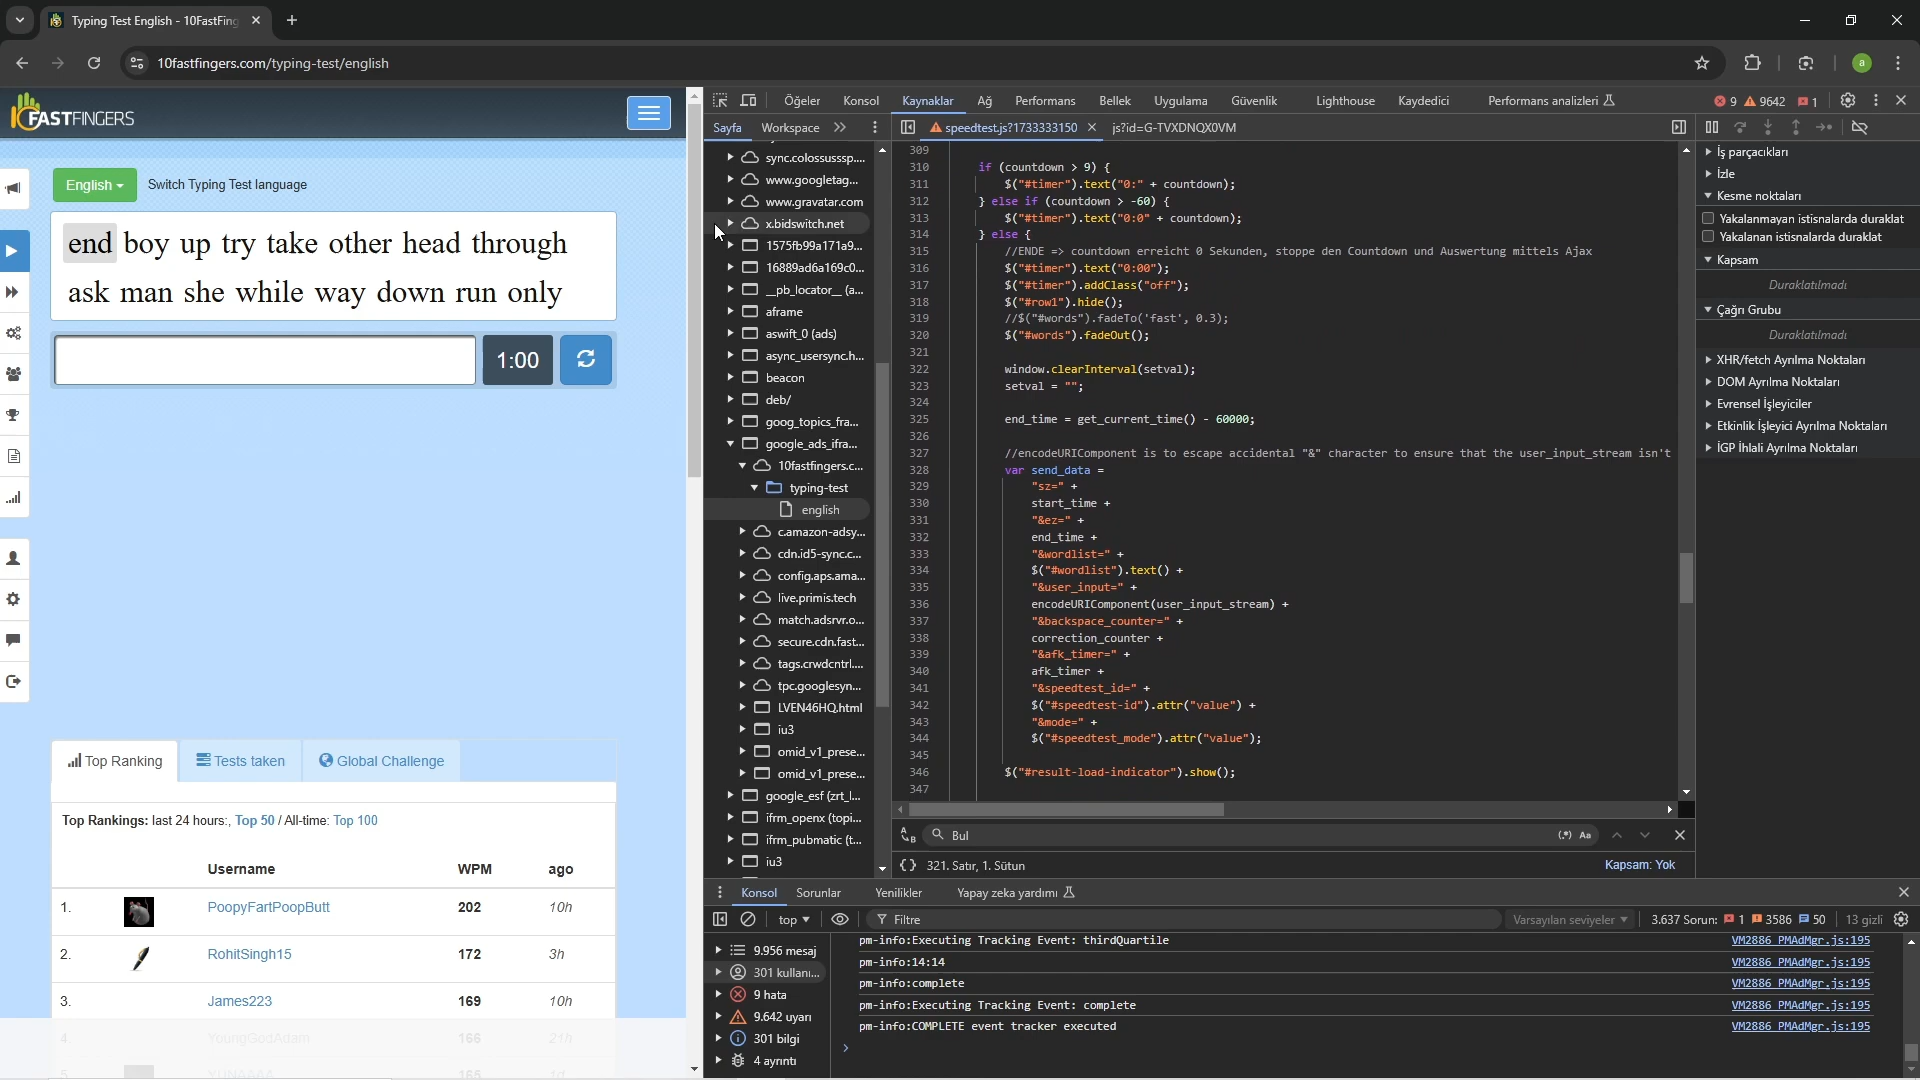 Typing Test English - 10FastFing
10fastfingers.com/typing-test/english
a
FASTFINGERS
English
Switch Typing Test language
end boy up try take other head through
ask man she while way down run only
1:00
Top Ranking
Tests taken
Global Challenge
Top Rankings: last 24 hours:, Top 50 / All-time: Top 100
Username WPM ago
1. PoopyFartPoopButt 202 10h
2. RohitSingh15 172 3h
3. James223 169 10h
4. YoungGodAdam 166 21h
5. YUNAAAA 165 1d
Öğeler Konsol Kaynaklar Ağ Performans Bellek Uygulama Güvenlik Lighthouse Kaydedici Performans analizleri
9 9642 1
Sayfa Workspace
speedtest.js?1733333150
js?id=G-TVXDNQX0VM
sync.colossusssp....
www.googletag...
www.gravatar.com
x.bidswitch.net
1575fb99a171a9...
16889ad6a169c0...
__pb_locator__ (a...
aframe
aswift_0 (ads)
async_usersync.h...
beacon
deb/
goog_topics_fra...
google_ads_ifra...
10fastfingers.c...
typing-test
english
c.amazon-adsy...
cdn.id5-sync.c...
config.aps.ama...
live.primis.tech
match.adsrvr.o...
secure.cdn.fast...
tags.crwdcntrl....
tpc.googlesyn...
LVEN46HQ.html
iu3
omid_v1_prese...
omid_v1_prese...
google_esf (zrt_l...
ifrm_openx (topi...
ifrm_pubmatic (t...
iu3
309
310 if (countdown > 9) {
311 $("#timer").text("0:" + countdown);
312 } else if (countdown > -60) {
313 $("#timer").text("0:0" + countdown);
314 } else {
315 //ENDE => countdown erreicht 0 Sekunden, stoppe den Countdown und Auswertung mittels Ajax
316 $("#timer").text("0:00");
317 $("#timer").addClass("off");
318 $("#row1").hide();
319 //$("#words").fadeTo('fast', 0.3);
320 $("#words").fadeOut();
321
322 window.clearInterval(setval);
323 setval = "";
324
325 end_time = get_current_time() - 60000;
326
327 //encodeURIComponent is to escape accidental "&" character to ensure that the user_input_stream isn't
328 var send_data =
329 "sz=" +
330 start_time +
331 "&ez=" +
332 end_time +
333 "&wordlist=" +
334 $("#wordlist").text() +
335 "&user_input=" +
336 encodeURIComponent(user_input_stream) +
337 "&backspace_counter=" +
338 correction_counter +
339 "&afk_timer=" +
340 afk_timer +
341 "&speedtest_id=" +
342 $("#speedtest-id").attr("value") +
343 "&mode=" +
344 $("#speedtest_mode").attr("value");
345
346 $("#result-load-indicator").show();
347
Bul
(.*) Aa
{} 321. Satır, 1. Sütun
Kapsam: Yok
İş parçacıkları
İzle
Kesme noktaları
Yakalanmayan istisnalarda duraklat
Yakalanan istisnalarda duraklat
Kapsam
Duraklatılmadı
Çağrı Grubu
Duraklatılmadı
XHR/fetch Ayrılma Noktaları
DOM Ayrılma Noktaları
Evrensel İşleyiciler
Etkinlik İşleyici Ayrılma Noktaları
İGP İhlali Ayrılma Noktaları
Konsol Sorunlar Yenilikler Yapay zeka yardımı
top
Filtre
Varsayılan seviyeler
3.637 Sorun: 1 3586 50
13 gizli
9.956 mesaj
301 kullanı...
9 hata
9.642 uyarı
301 bilgi
4 ayrıntı
pm-info:Executing Tracking Event: thirdQuartile VM2886 PMAdMgr.js:195
pm-info:14:14 VM2886 PMAdMgr.js:195
pm-info:complete VM2886 PMAdMgr.js:195
pm-info:Executing Tracking Event: complete VM2886 PMAdMgr.js:195
pm-info:COMPLETE event tracker executed VM2886 PMAdMgr.js:195